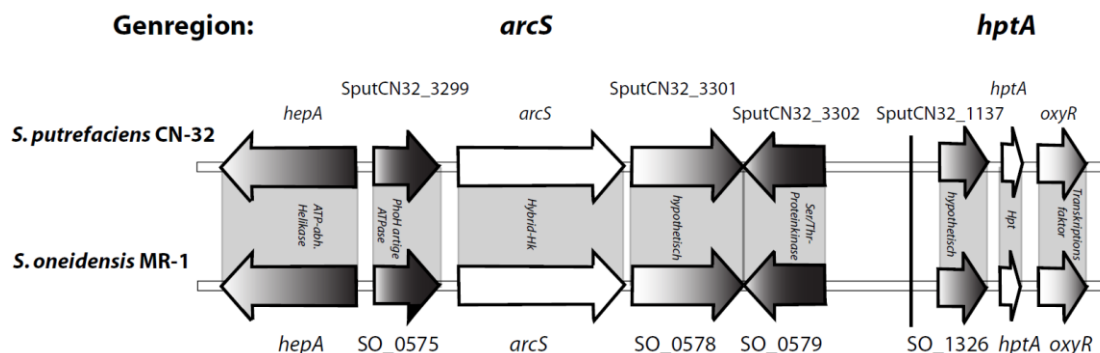 Genregion: arcS hptA
SputCN32_3299 SputCN32_3301 hptA
hepA arcS SputCN32_3302 SputCN32_1137 oxyR
S. putrefaciens CN-32
ATP-abh.
Helikase
PhoH artige
ATPase
Hybrid-Hk
hypothetisch
Ser/Thr-
Proteinkinase
hypothetisch
Hpt
Transkriptions
faktor
S. oneidensis MR-1
hepA SO_0575 arcS SO_0578 SO_0579 SO_1326 hptA oxyR